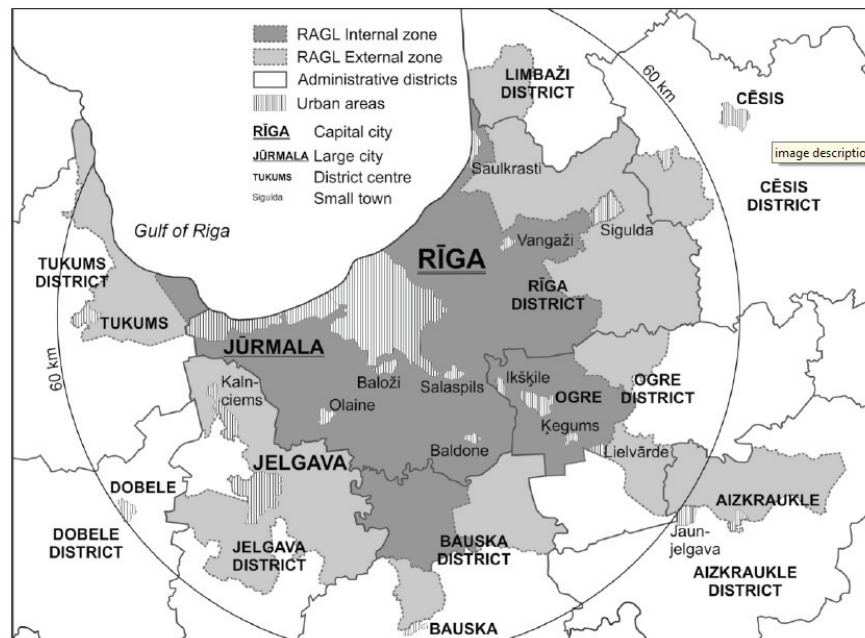 RAGL Internal zone
RAGL External zone
Administrative districts
Urban areas
RĪGA Capital city
JŪRMALA Large city
TUKUMS District centre
Sigulda Small town
LIMBAŽI
DISTRICT
60 km
CĒSIS
image descriptio
CĒSIS
DISTRICT
Saulkrasti
Gulf of Riga
Vangaži
Sigulda
RĪGA
RĪGA
DISTRICT
TUKUMS
DISTRICT
TUKUMS
JŪRMALA
60 km
Kaln-
ciems
Baloži
Salaspils
Ikšķile
OGRE
OGRE
DISTRICT
Olaine
Ķegums
Baldone
Lielvārde
JELGAVA
DOBELE
DOBELE
DISTRICT
AIZKRAUKLE
Jaun-
jelgava
JELGAVA
DISTRICT
BAUSKA
DISTRICT
AIZKRAUKLE
DISTRICT
BAUSKA